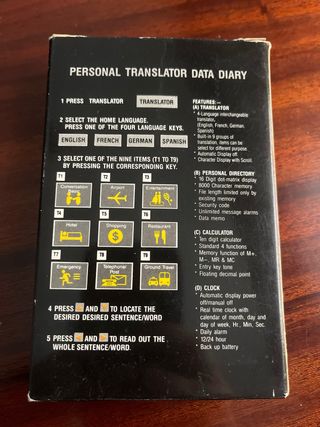 PERSONAL TRANSLATOR DATA DIARY
1 PRESS TRANSLATOR TRANSLATOR
2 SELECT THE HOME LANGUAGE.
PRESS ONE OF THE FOUR LANGUAGE KEYS.
ENGLISH FRENCH GERMAN SPANISH
3 SELECT ONE OF THE NINE ITEMS (T1 TO T9)
BY PRESSING THE CORRESPONDING KEY.
T1 T2 T3
Conversation Basic Airport Entertainment
T4 T5 T6
Hotel Shopping Restaurant
T7 T8 T9
Emergency Telephone/ Post Ground Travel
4 PRESS AND TO LOCATE THE
DESIRED DESIRED SENTENCE/WORD
5 PRESS AND TO READ OUT THE
WHOLE SENTENCE/WORD.
FEATURES:—
(A) TRANSLATOR
* 4 Language interchangeable
translator,
(English, French, German,
Spanish)
* Built-in 9 groups of
translation, items can be
select for different purpose
* Automatic Display off.
* Character Display with Scroll.
(B) PERSONAL DIRECTORY
* 16 Digit dot-matrix display
* 8000 Character memory
* File length limited only by
existing memory
* Security code
* Unlimited message alarms
* Data memo
(C) CALCULATOR
* Ten digit calculator
* Standard 4 functions
* Memory function of M+,
M-, MR & MC
* Entry key tone
* Floating decimal point
(D) CLOCK
* Automatic display power
off/manual off
* Real time clock with
calendar of month, day and
day of week, Hr., Min, Sec.
* Daily alarm
* 12/24 hour
* Back up battery